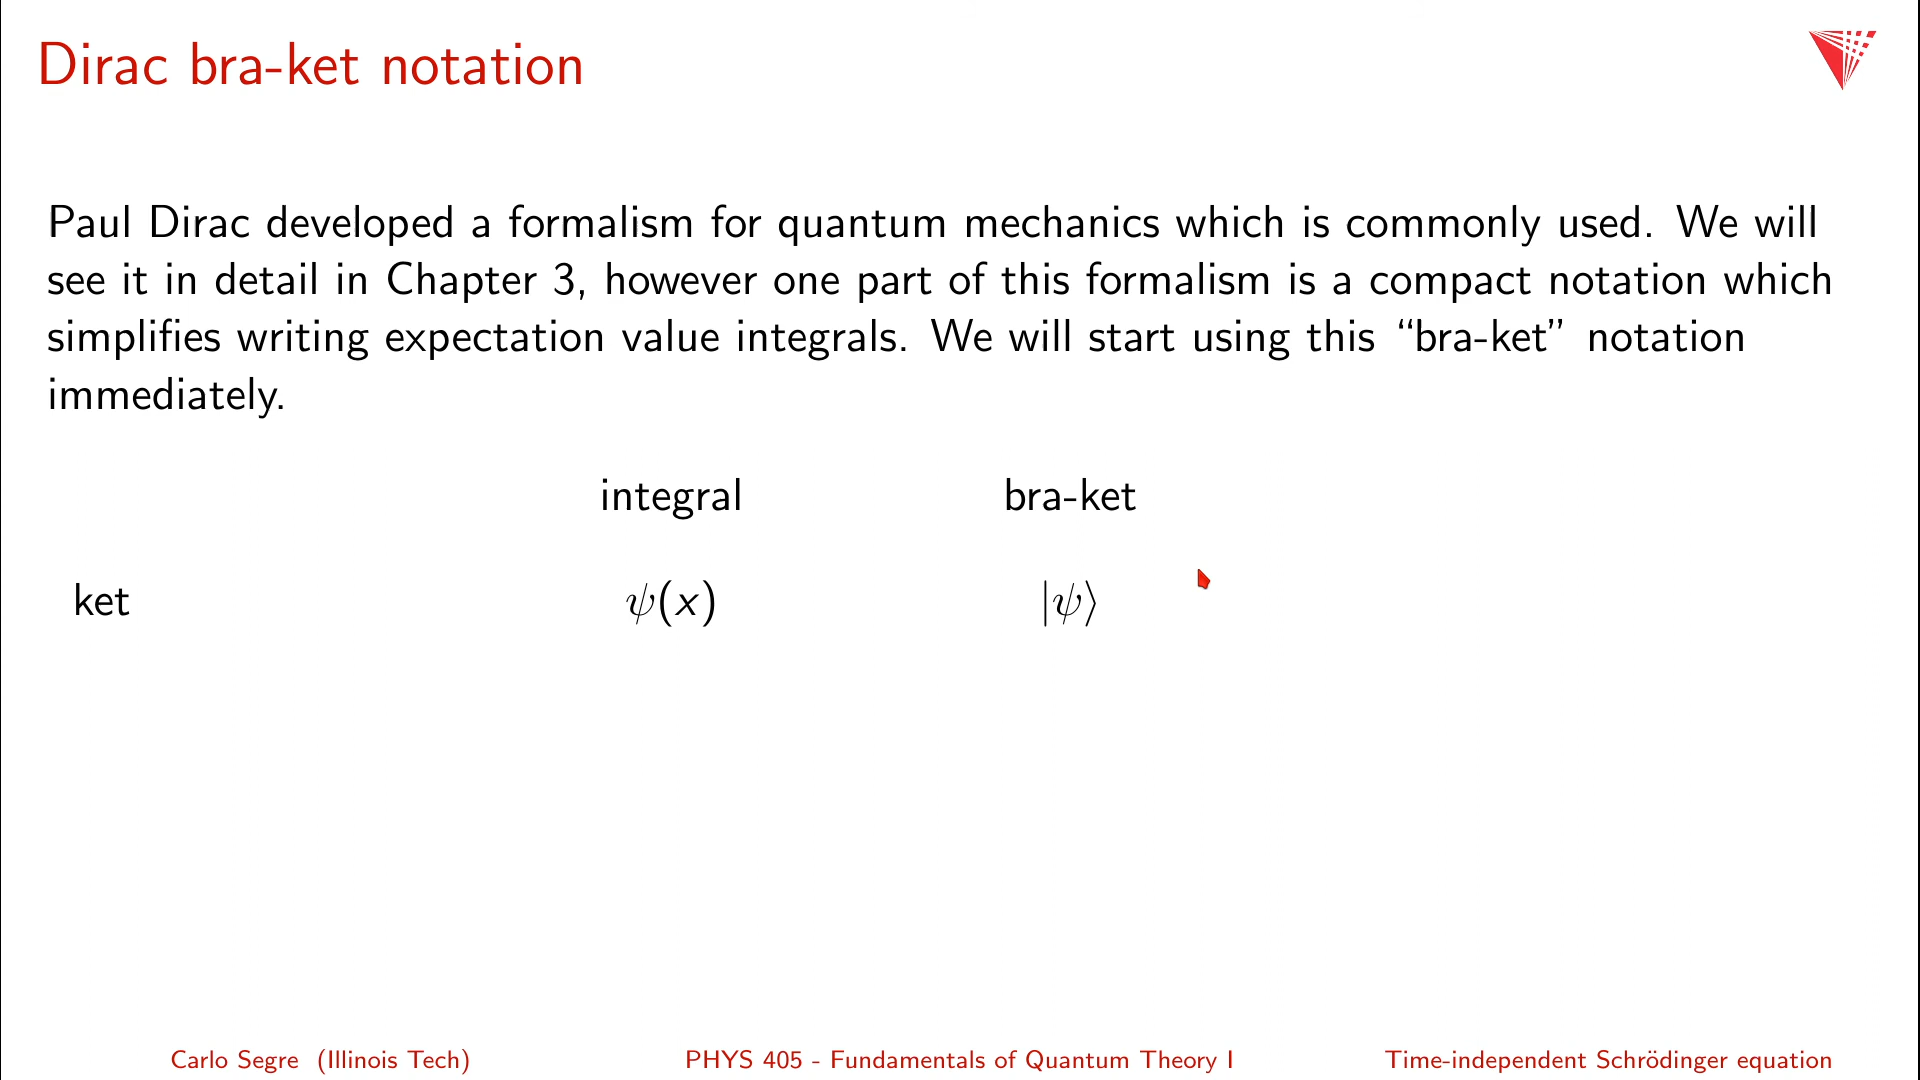 Dirac bra-ket notation
Paul Dirac developed a formalism for quantum mechanics which is commonly used. We will
see it in detail in Chapter 3, however one part of this formalism is a compact notation which
simplifies writing expectation value integrals. We will start using this “bra-ket” notation
immediately.
integral bra-ket
ket ψ(x) |ψ⟩
Carlo Segre (Illinois Tech) PHYS 405 - Fundamentals of Quantum Theory I Time-independent Schrödinger equation